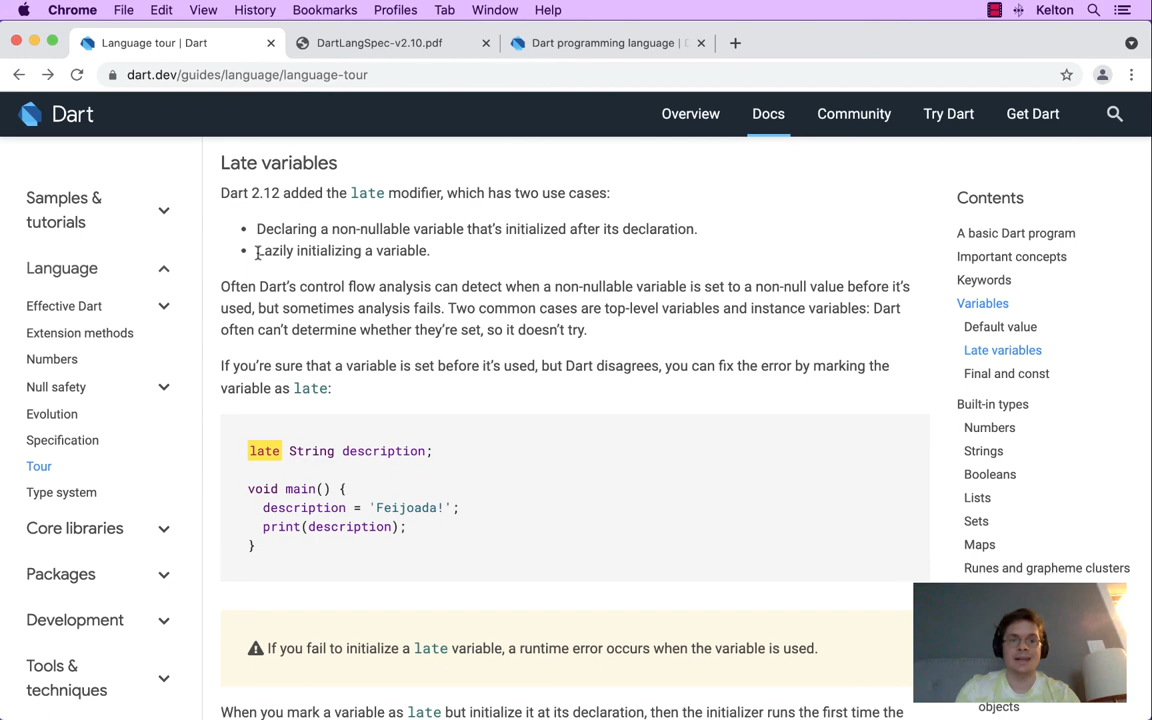 Chrome File Edit View History Bookmarks Profiles Tab Window Help Kelton
Language tour | Dart
DartLangSpec-v2.10.pdf
Dart programming language |
dart.dev/guides/language/language-tour
Dart
Overview Docs Community Try Dart Get Dart
Samples &
tutorials
Language
Effective Dart
Extension methods
Numbers
Null safety
Evolution
Specification
Tour
Type system
Core libraries
Packages
Development
Tools &
techniques
Late variables
Dart 2.12 added the late modifier, which has two use cases:
• Declaring a non-nullable variable that's initialized after its declaration.
• Lazily initializing a variable.
Often Dart's control flow analysis can detect when a non-nullable variable is set to a non-null value before it's
used, but sometimes analysis fails. Two common cases are top-level variables and instance variables: Dart
often can't determine whether they're set, so it doesn't try.
If you're sure that a variable is set before it's used, but Dart disagrees, you can fix the error by marking the
variable as late:
late String description;
void main() {
description = 'Feijoada!';
print(description);
}
If you fail to initialize a late variable, a runtime error occurs when the variable is used.
When you mark a variable as late but initialize it at its declaration, then the initializer runs the first time the
Contents
A basic Dart program
Important concepts
Keywords
Variables
Default value
Late variables
Final and const
Built-in types
Numbers
Strings
Booleans
Lists
Sets
Maps
Runes and grapheme clusters
objects